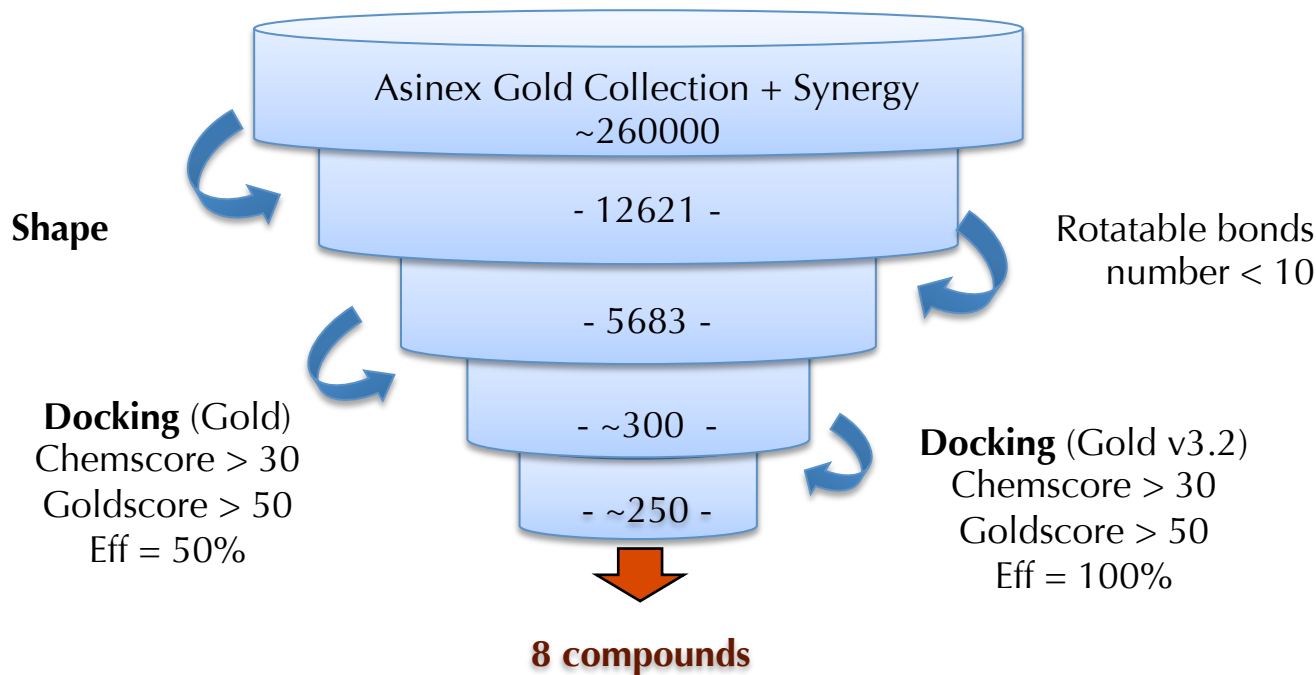 Asinex Gold Collection + Synergy
~260000
- 12621 -
Shape
Rotatable bonds
number < 10
- 5683 -
Docking (Gold)
Chemscore > 30
Goldscore > 50
Eff = 50%
- ~300 -
Docking (Gold v3.2)
Chemscore > 30
Goldscore > 50
Eff = 100%
- ~250 -
8 compounds